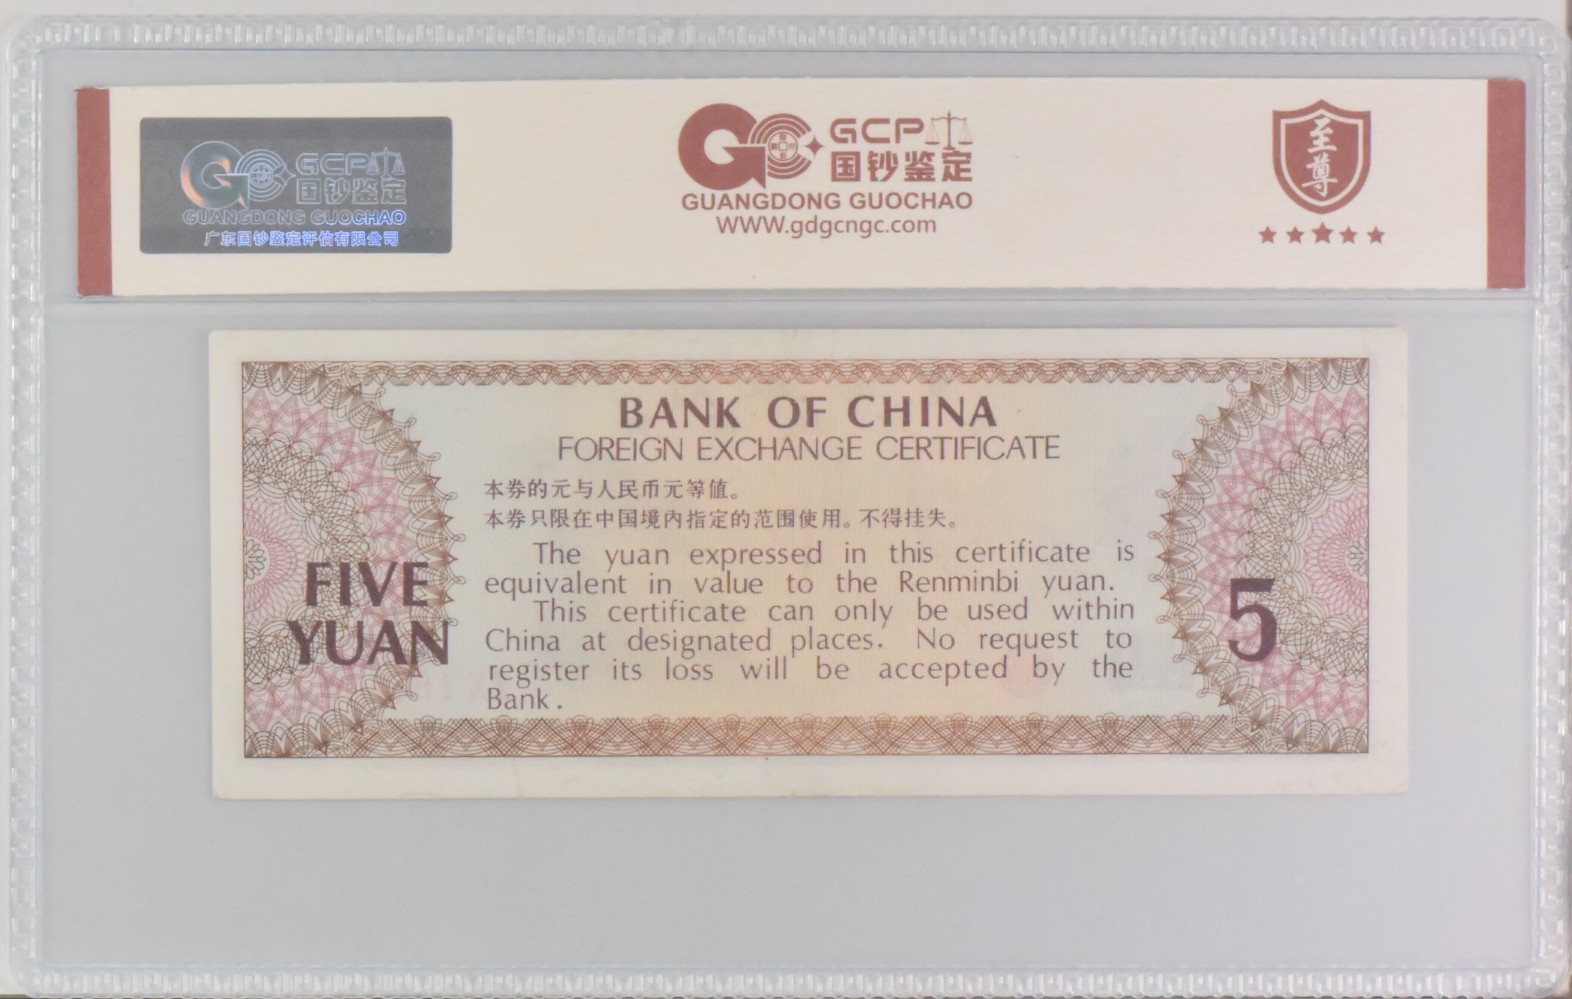 GCP
国钞鉴定
GUANGDONG GUOCHAO
广东国钞鉴定评估有限公司
GCP
国钞鉴定
GUANGDONG GUOCHAO
WWW.gdgcngc.com
至尊
BANK OF CHINA
FOREIGN EXCHANGE CERTIFICATE
本券的元与人民币元等值。
本券只限在中国境内指定的范围使用。不得挂失。
The yuan expressed in this certificate is
equivalent in value to the Renminbi yuan.
This certificate can only be used within
China at designated places. No request to
register its loss will be accepted by the
Bank.
FIVE
YUAN
5